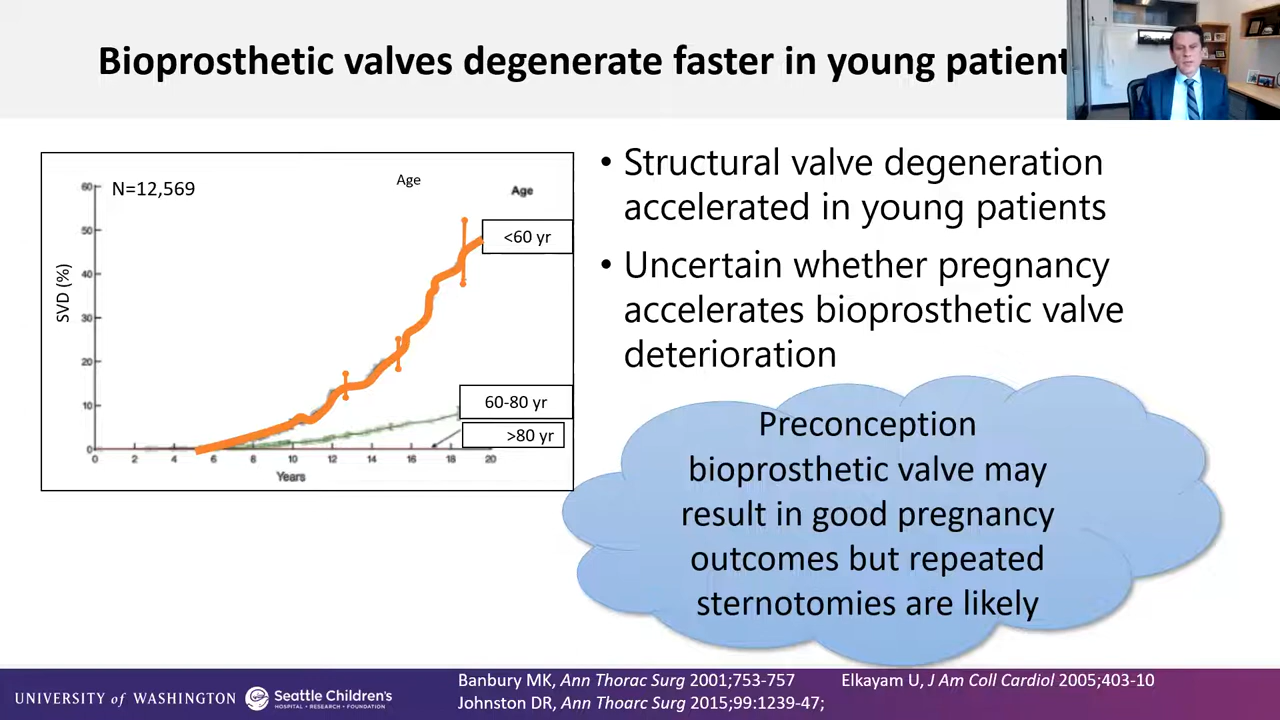 Bioprosthetic valves degenerate faster in young patient
N=12,569
Age
Age
<60 yr
60-80 yr
>80 yr
SVD (%)
60
50
40
30
20
10
0
0 2 4 6 8 10 12 14 16 18 20
Years
• Structural valve degeneration
accelerated in young patients
• Uncertain whether pregnancy
accelerates bioprosthetic valve
deterioration
Preconception
bioprosthetic valve may
result in good pregnancy
outcomes but repeated
sternotomies are likely
UNIVERSITY of WASHINGTON
Seattle Children's
HOSPITAL • RESEARCH • FOUNDATION
Banbury MK, Ann Thorac Surg 2001;753-757
Elkayam U, J Am Coll Cardiol 2005;403-10
Johnston DR, Ann Thoarc Surg 2015;99:1239-47;